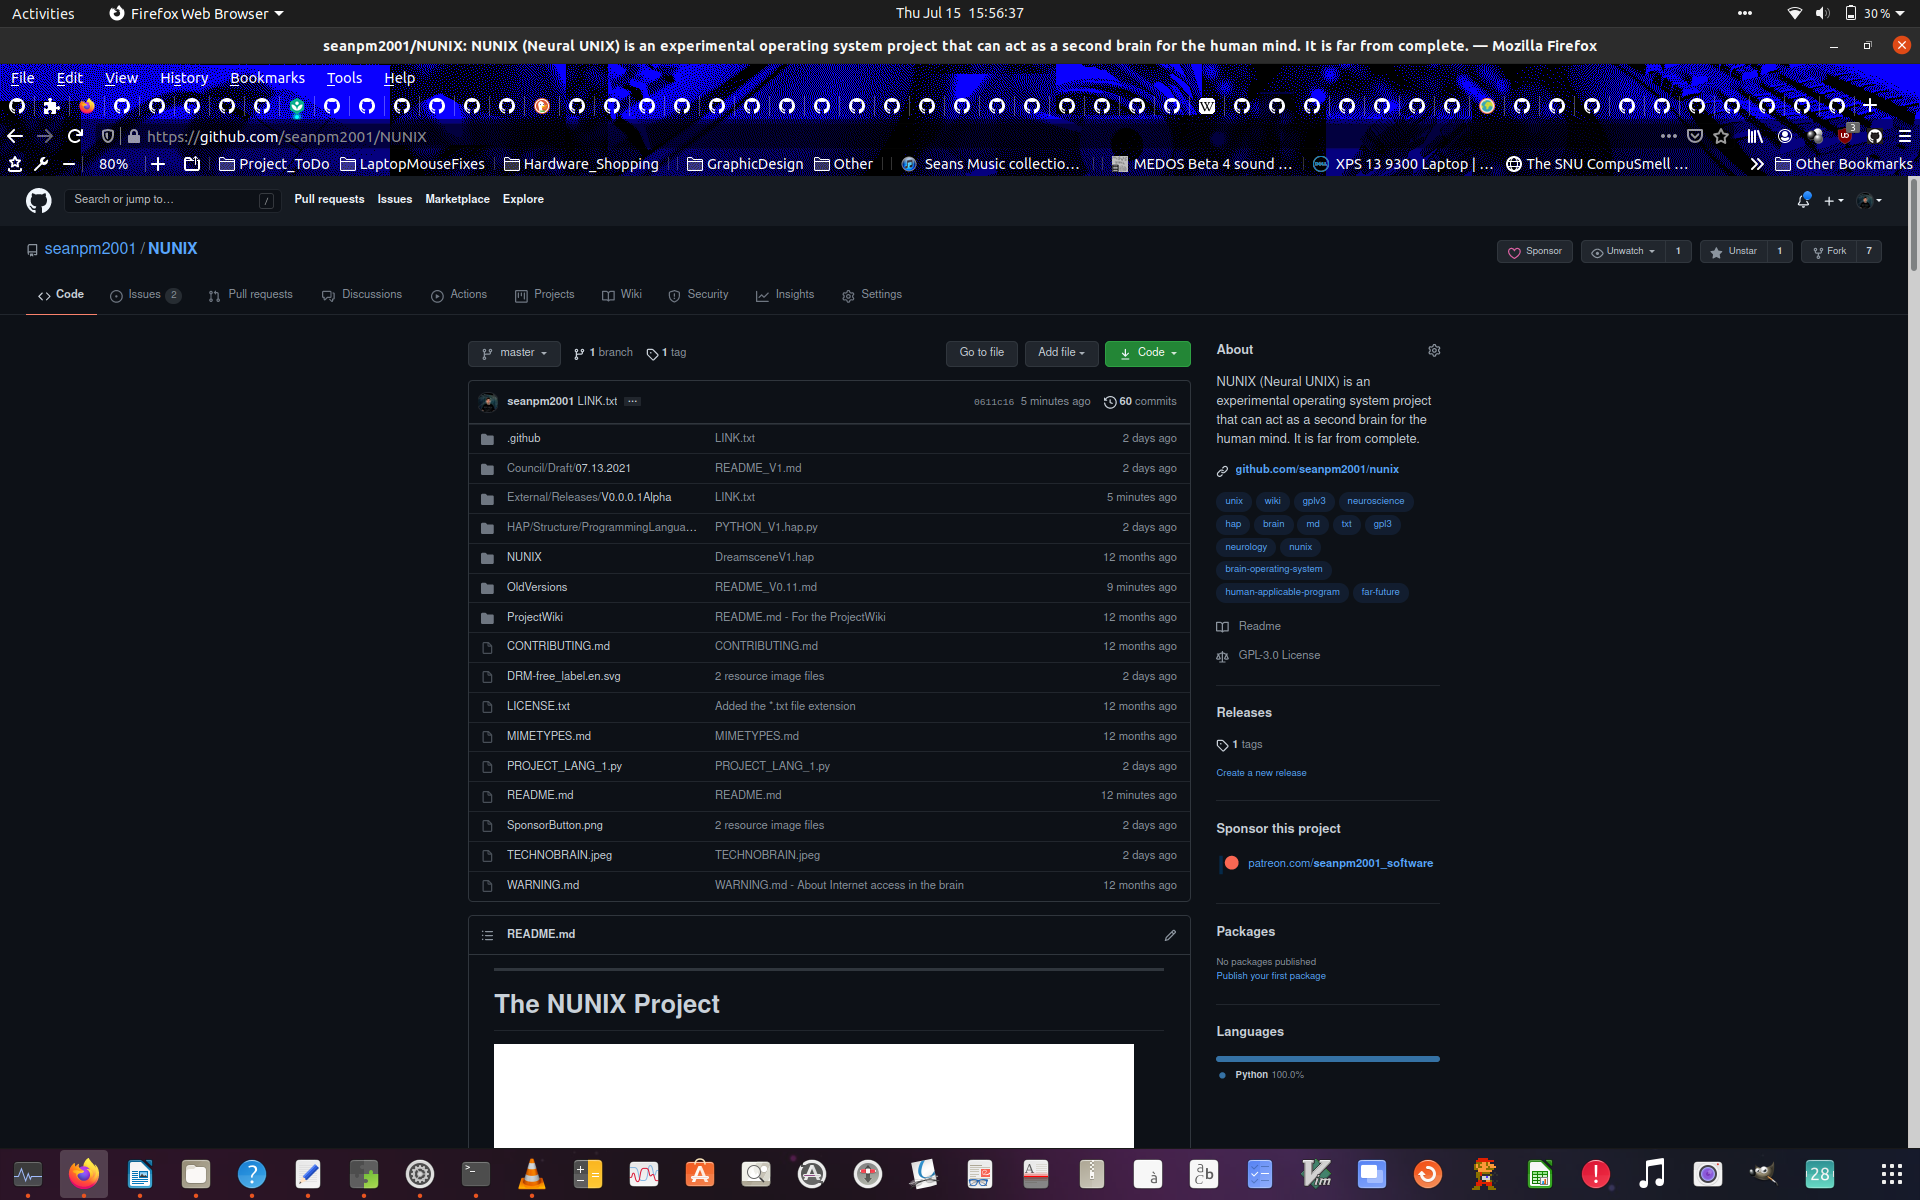 Activities Firefox Web Browser Thu Jul 15 15:56:37 30 %
seanpm2001/NUNIX: NUNIX (Neural UNIX) is an experimental operating system project that can act as a second brain for the human mind. It is far from complete. — Mozilla Firefox
File Edit View History Bookmarks Tools Help
https://github.com/seanpm2001/NUNIX 3
80% Project_ToDo LaptopMouseFixes Hardware_Shopping GraphicDesign Other Seans Music collectio… MEDOS Beta 4 sound … XPS 13 9300 Laptop | … The SNU CompuSmell … Other Bookmarks
Search or jump to… / Pull requests Issues Marketplace Explore
seanpm2001 / NUNIX Sponsor Unwatch 1 Unstar 1 Fork 7
Code Issues 2 Pull requests Discussions Actions Projects Wiki Security Insights Settings
master 1 branch 1 tag Go to file Add file Code
seanpm2001 LINK.txt ... 0611c16 5 minutes ago 60 commits
.github LINK.txt 2 days ago
Council/Draft/07.13.2021 README_V1.md 2 days ago
External/Releases/V0.0.0.1Alpha LINK.txt 5 minutes ago
HAP/Structure/ProgrammingLangua… PYTHON_V1.hap.py 2 days ago
NUNIX DreamsceneV1.hap 12 months ago
OldVersions README_V0.11.md 9 minutes ago
ProjectWiki README.md - For the ProjectWiki 12 months ago
CONTRIBUTING.md CONTRIBUTING.md 12 months ago
DRM-free_label.en.svg 2 resource image files 2 days ago
LICENSE.txt Added the *.txt file extension 12 months ago
MIMETYPES.md MIMETYPES.md 12 months ago
PROJECT_LANG_1.py PROJECT_LANG_1.py 2 days ago
README.md README.md 12 minutes ago
SponsorButton.png 2 resource image files 2 days ago
TECHNOBRAIN.jpeg TECHNOBRAIN.jpeg 2 days ago
WARNING.md WARNING.md - About Internet access in the brain 12 months ago
README.md
The NUNIX Project
About
NUNIX (Neural UNIX) is an
experimental operating system project
that can act as a second brain for the
human mind. It is far from complete.
github.com/seanpm2001/nunix
unix wiki gplv3 neuroscience
hap brain md txt gpl3
neurology nunix
brain-operating-system
human-applicable-program far-future
Readme
GPL-3.0 License
Releases
1 tags
Create a new release
Sponsor this project
patreon.com/seanpm2001_software
Packages
No packages published
Publish your first package
Languages
Python 100.0%
28